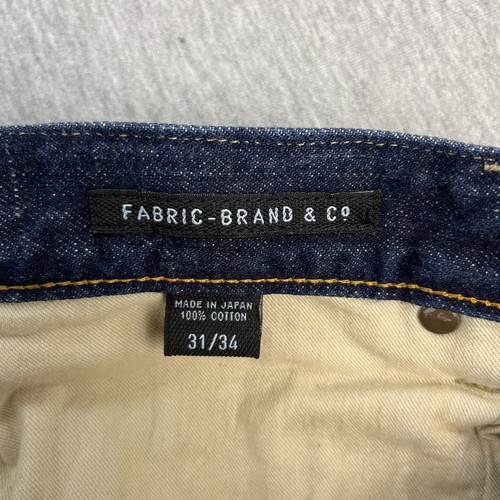 FABRIC-BRAND & Cº
MADE IN JAPAN
100% COTTON
31/34